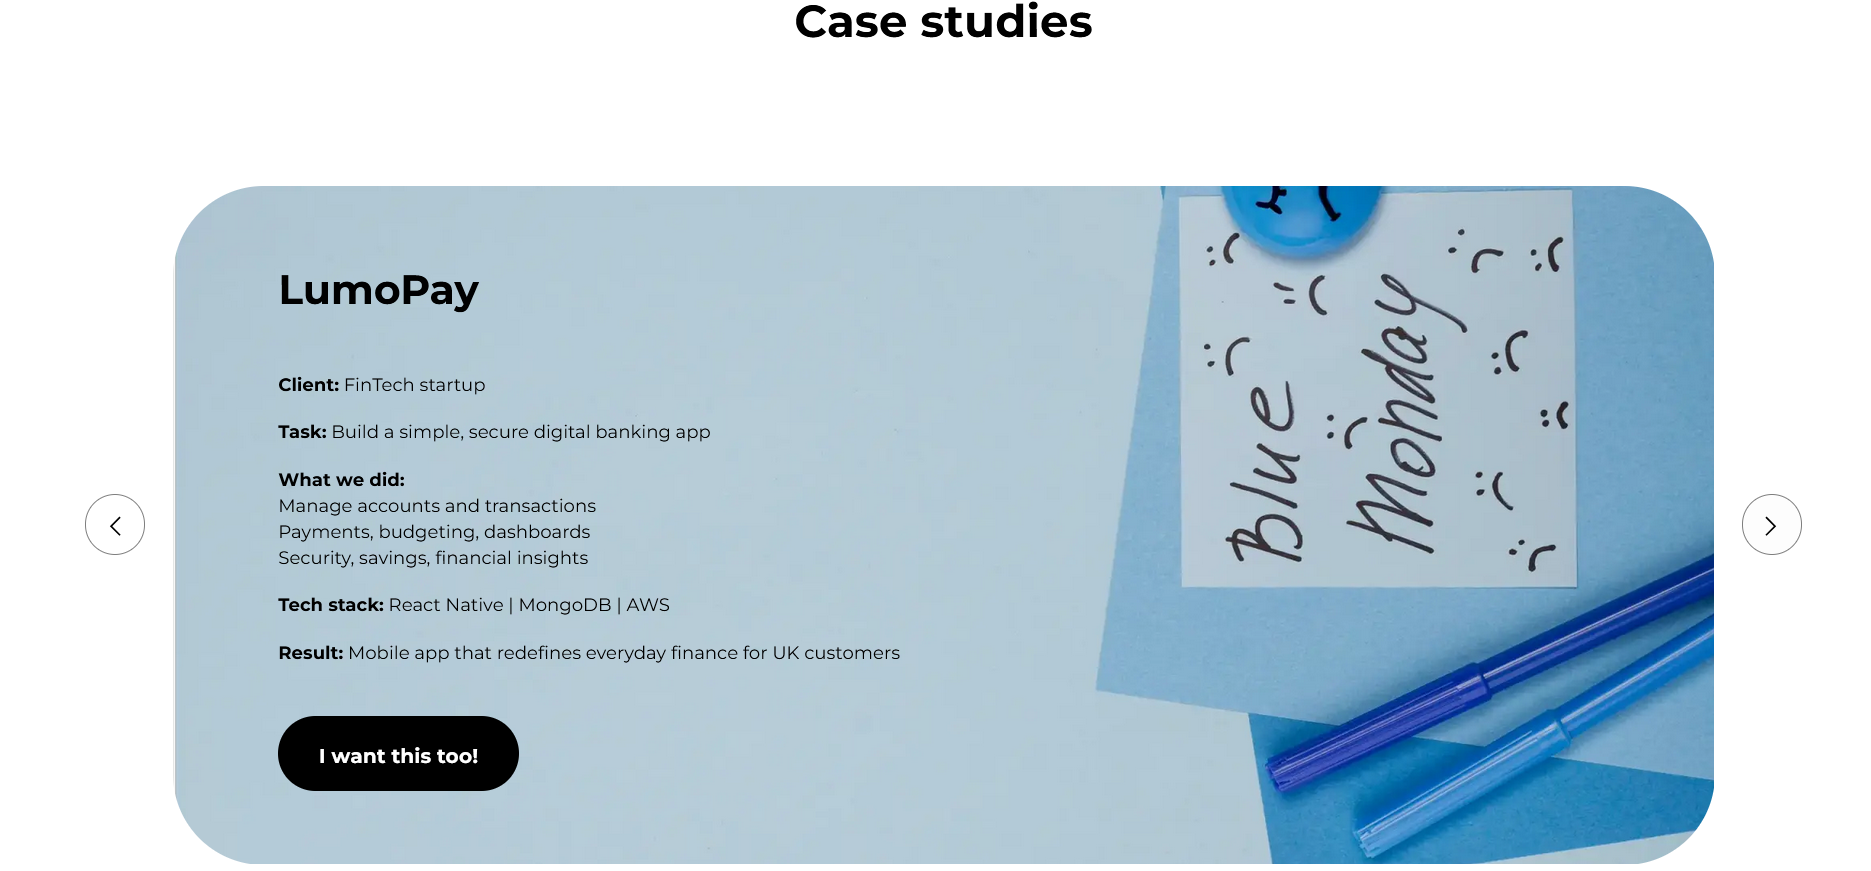 Case studies
LumoPay
Client: FinTech startup
Task: Build a simple, secure digital banking app
What we did:
Manage accounts and transactions
Payments, budgeting, dashboards
Security, savings, financial insights
Tech stack: React Native | MongoDB | AWS
Result: Mobile app that redefines everyday finance for UK customers
I want this too!
Blue
Monday